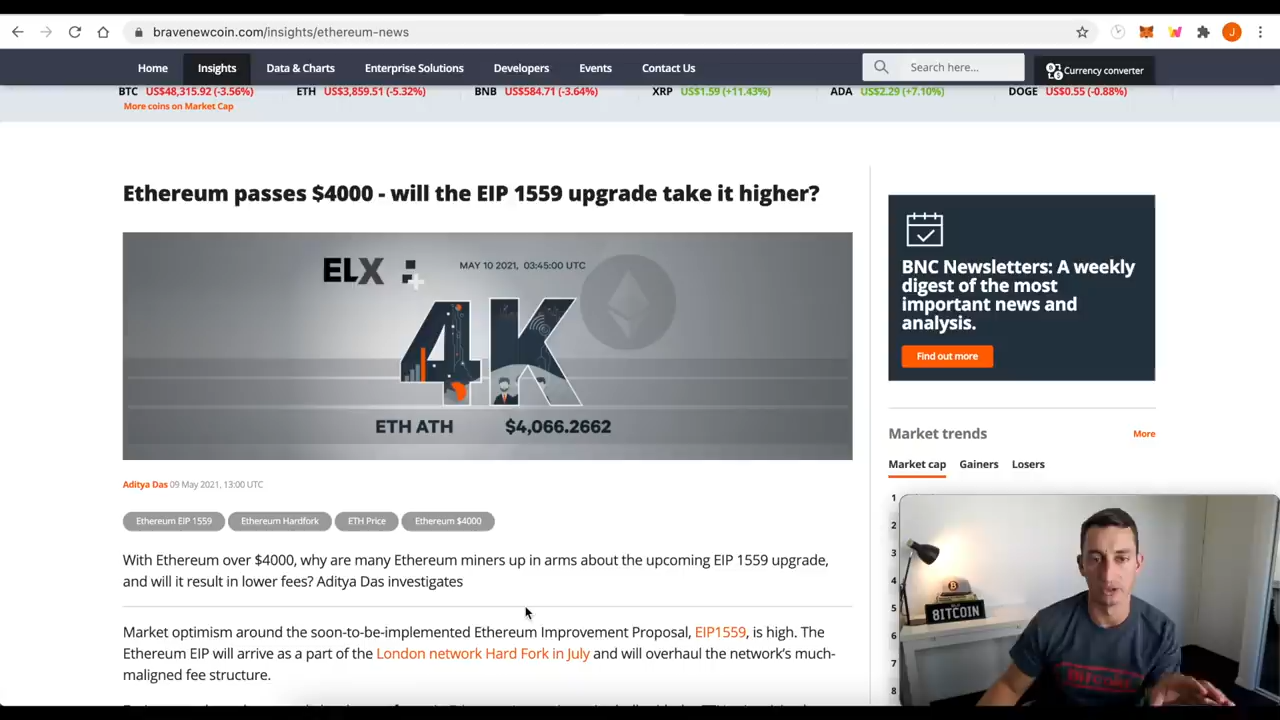 bravenewcoin.com/insights/ethereum-news
J
Home Insights Data & Charts Enterprise Solutions Developers Events Contact Us Search here... Currency converter
BTC US$48,315.92 (-3.56%) ETH US$3,859.51 (-5.32%) BNB US$584.71 (-3.64%) XRP US$1.59 (+11.43%) ADA US$2.29 (+7.10%) DOGE US$0.55 (-0.88%)
More coins on Market Cap
Ethereum passes $4000 - will the EIP 1559 upgrade take it higher?
ELX MAY 10 2021, 03:45:00 UTC
4K
ETH ATH $4,066.2662
Aditya Das 09 May 2021, 13:00 UTC
Ethereum EIP 1559 Ethereum Hardfork ETH Price Ethereum $4000
With Ethereum over $4000, why are many Ethereum miners up in arms about the upcoming EIP 1559 upgrade,
and will it result in lower fees? Aditya Das investigates
Market optimism around the soon-to-be-implemented Ethereum Improvement Proposal, EIP1559, is high. The
Ethereum EIP will arrive as a part of the London network Hard Fork in July and will overhaul the network's much-
maligned fee structure.
BNC Newsletters: A weekly
digest of the most
important news and
analysis.
Find out more
Market trends More
Market cap Gainers Losers
1
2
3
4
5
6
7
8
BITCOIN